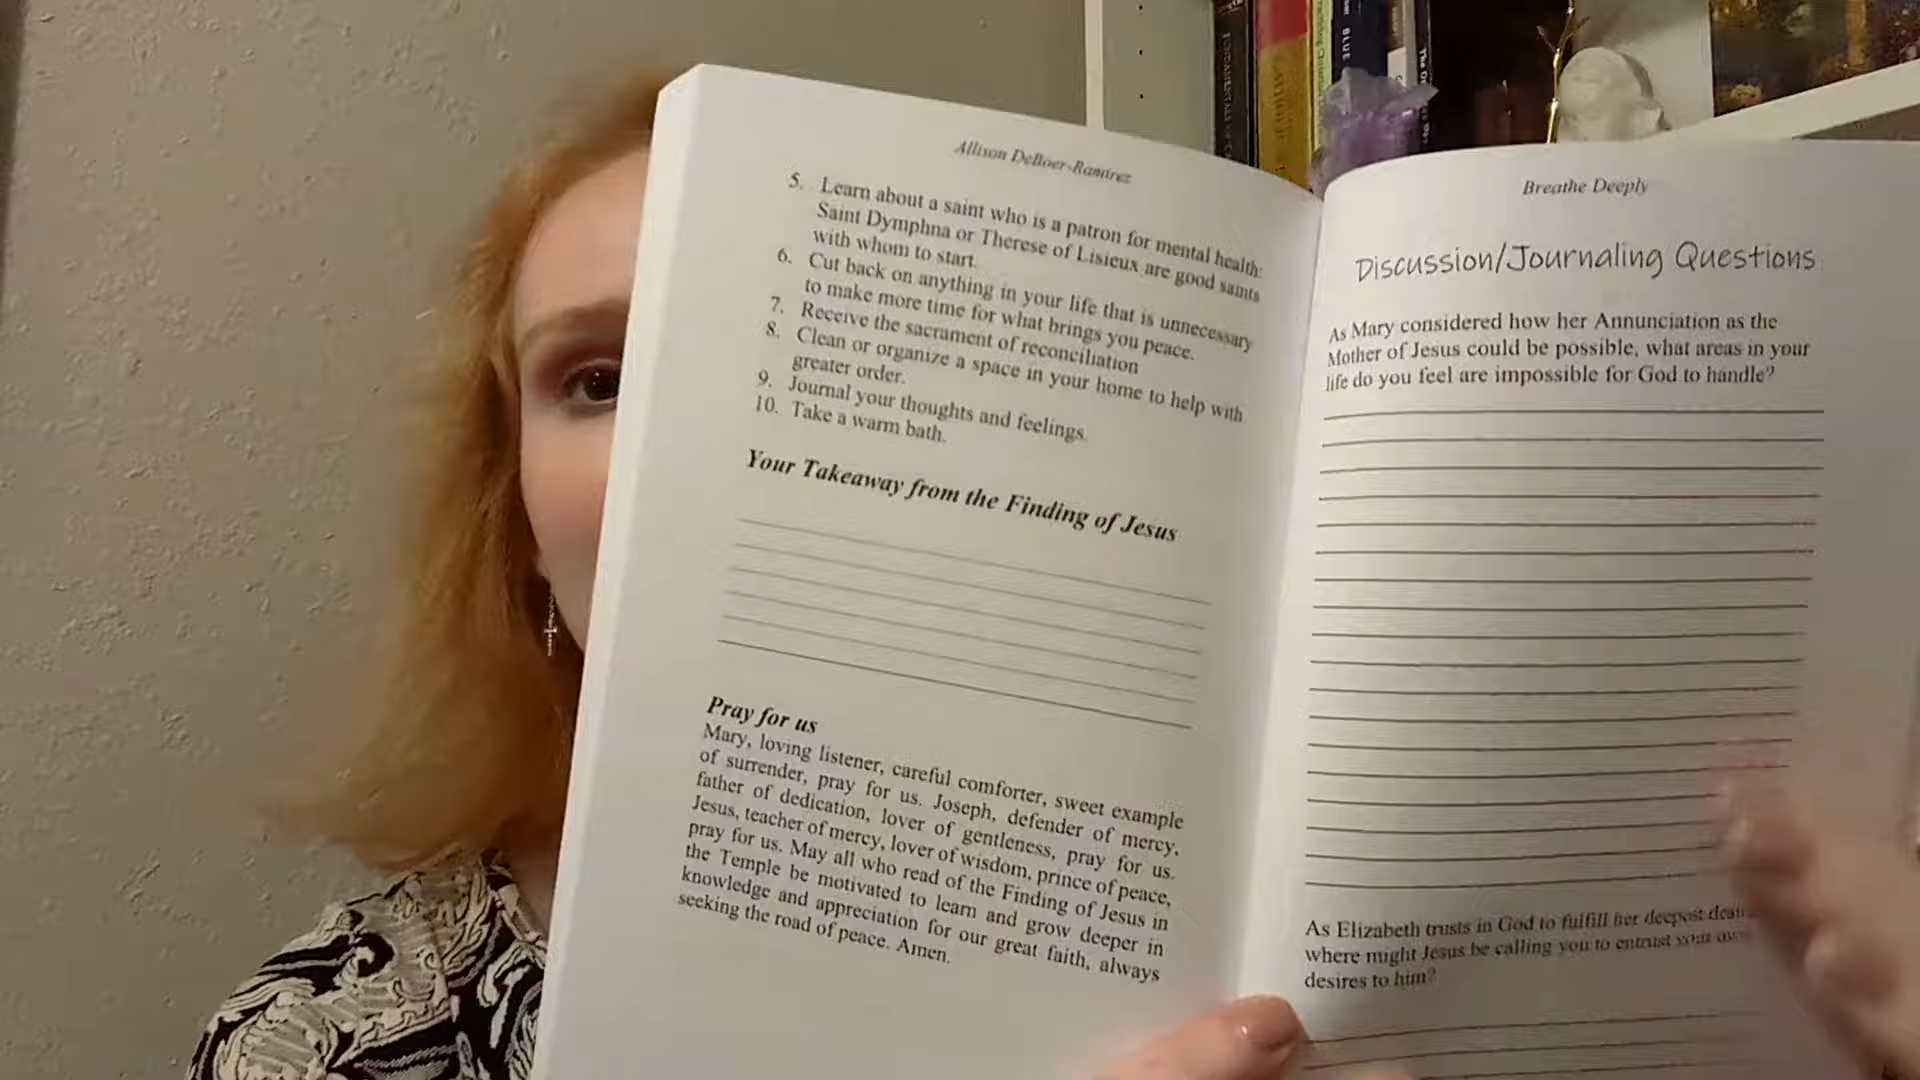 Allison DeBoer-Ramirez
5. Learn about a saint who is a patron for mental health:
Saint Dymphna or Therese of Lisieux are good saints
with whom to start.
6. Cut back on anything in your life that is unnecessary
to make more time for what brings you peace.
7. Receive the sacrament of reconciliation
8. Clean or organize a space in your home to help with
greater order.
9. Journal your thoughts and feelings.
10. Take a warm bath.
Your Takeaway from the Finding of Jesus
Pray for us
Mary, loving listener, careful comforter, sweet example
of surrender, pray for us. Joseph, defender of mercy,
father of dedication, lover of gentleness, pray for us.
Jesus, teacher of mercy, lover of wisdom, prince of peace,
pray for us. May all who read of the Finding of Jesus in
the Temple be motivated to learn and grow deeper in
knowledge and appreciation for our great faith, always
seeking the road of peace. Amen.
Breathe Deeply
Discussion/Journaling Questions
As Mary considered how her Annunciation as the
Mother of Jesus could be possible, what areas in your
life do you feel are impossible for God to handle?
As Elizabeth trusts in God to fulfill her deepest
where might Jesus be calling you to entrust your
desires to him?
FUNDAMENTALS OF
BLUE